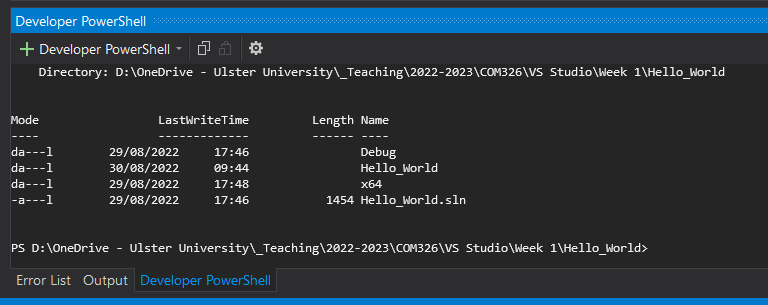 Developer PowerShell
Developer PowerShell
Directory: D:\OneDrive - Ulster University\_Teaching\2022-2023\COM326\VS Studio\Week 1\Hello_World
Mode LastWriteTime Length Name
---- ------------- ------ ----
da---l 29/08/2022 17:46 Debug
da---l 30/08/2022 09:44 Hello_World
da---l 29/08/2022 17:48 x64
-a---l 29/08/2022 17:46 1454 Hello_World.sln
PS D:\OneDrive - Ulster University\_Teaching\2022-2023\COM326\VS Studio\Week 1\Hello_World>
Error List Output Developer PowerShell